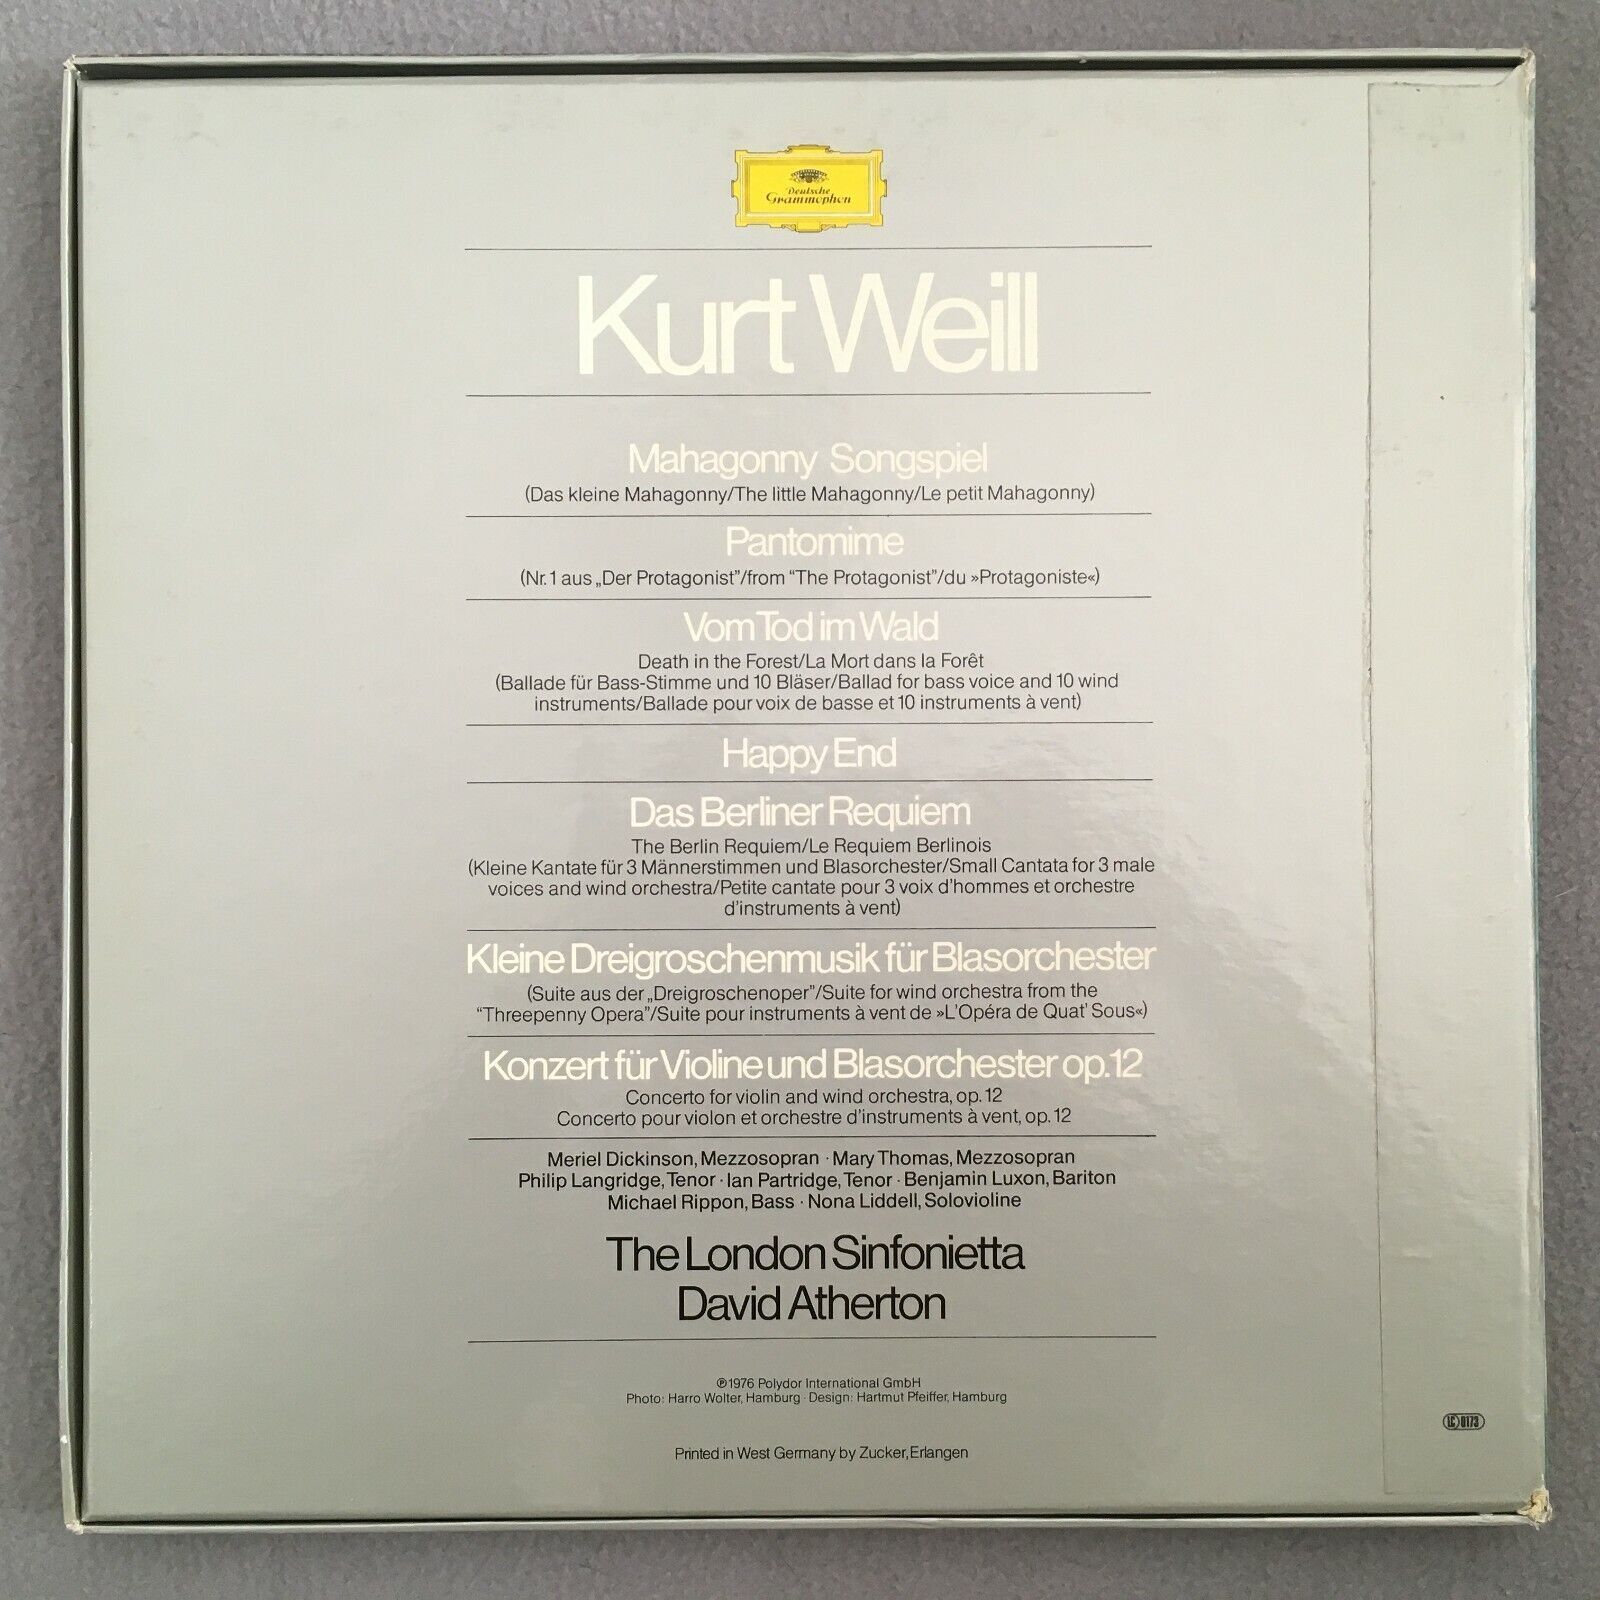 Deutsche
Grammophon
Kurt Weill
Mahagonny Songspiel
(Das kleine Mahagonny/The little Mahagonny/Le petit Mahagonny)
Pantomime
(Nr. 1 aus „Der Protagonist"/from "The Protagonist"/du »Protagoniste«)
Vom Tod im Wald
Death in the Forest/La Mort dans la Forêt
(Ballade für Bass-Stimme und 10 Bläser/Ballad for bass voice and 10 wind
instruments/Ballade pour voix de basse et 10 instruments à vent)
Happy End
Das Berliner Requiem
The Berlin Requiem/Le Requiem Berlinois
(Kleine Kantate für 3 Männerstimmen und Blasorchester/Small Cantata for 3 male
voices and wind orchestra/Petite cantate pour 3 voix d'hommes et orchestre
d'instruments à vent)
Kleine Dreigroschenmusik für Blasorchester
(Suite aus der „Dreigroschenoper"/Suite for wind orchestra from the
"Threepenny Opera"/Suite pour instruments à vent de »L'Opéra de Quat' Sous«)
Konzert für Violine und Blasorchester op. 12
Concerto for violin and wind orchestra, op. 12
Concerto pour violon et orchestre d'instruments à vent, op. 12
Meriel Dickinson, Mezzosopran · Mary Thomas, Mezzosopran
Philip Langridge, Tenor · Ian Partridge, Tenor · Benjamin Luxon, Bariton
Michael Rippon, Bass · Nona Liddell, Solovioline
The London Sinfonietta
David Atherton
℗ 1976 Polydor International GmbH
Photo: Harro Wolter, Hamburg · Design: Hartmut Pfeiffer, Hamburg
LC 0173
Printed in West Germany by Zucker, Erlangen